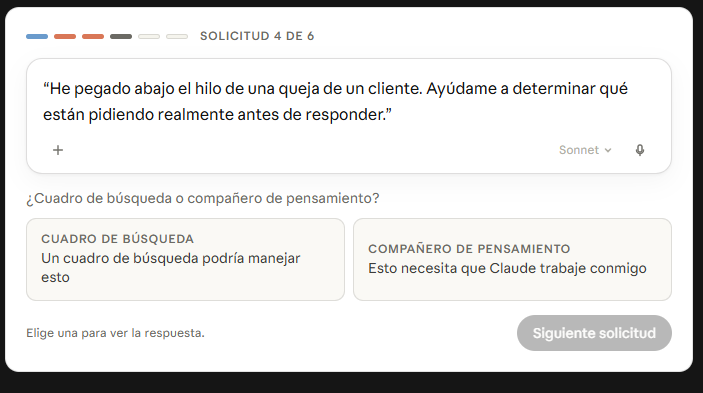 SOLICITUD 4 DE 6
“He pegado abajo el hilo de una queja de un cliente. Ayúdame a determinar qué
están pidiendo realmente antes de responder.”
Sonnet
¿Cuadro de búsqueda o compañero de pensamiento?
CUADRO DE BÚSQUEDA
Un cuadro de búsqueda podría manejar
esto
COMPAÑERO DE PENSAMIENTO
Esto necesita que Claude trabaje conmigo
Elige una para ver la respuesta.
Siguiente solicitud